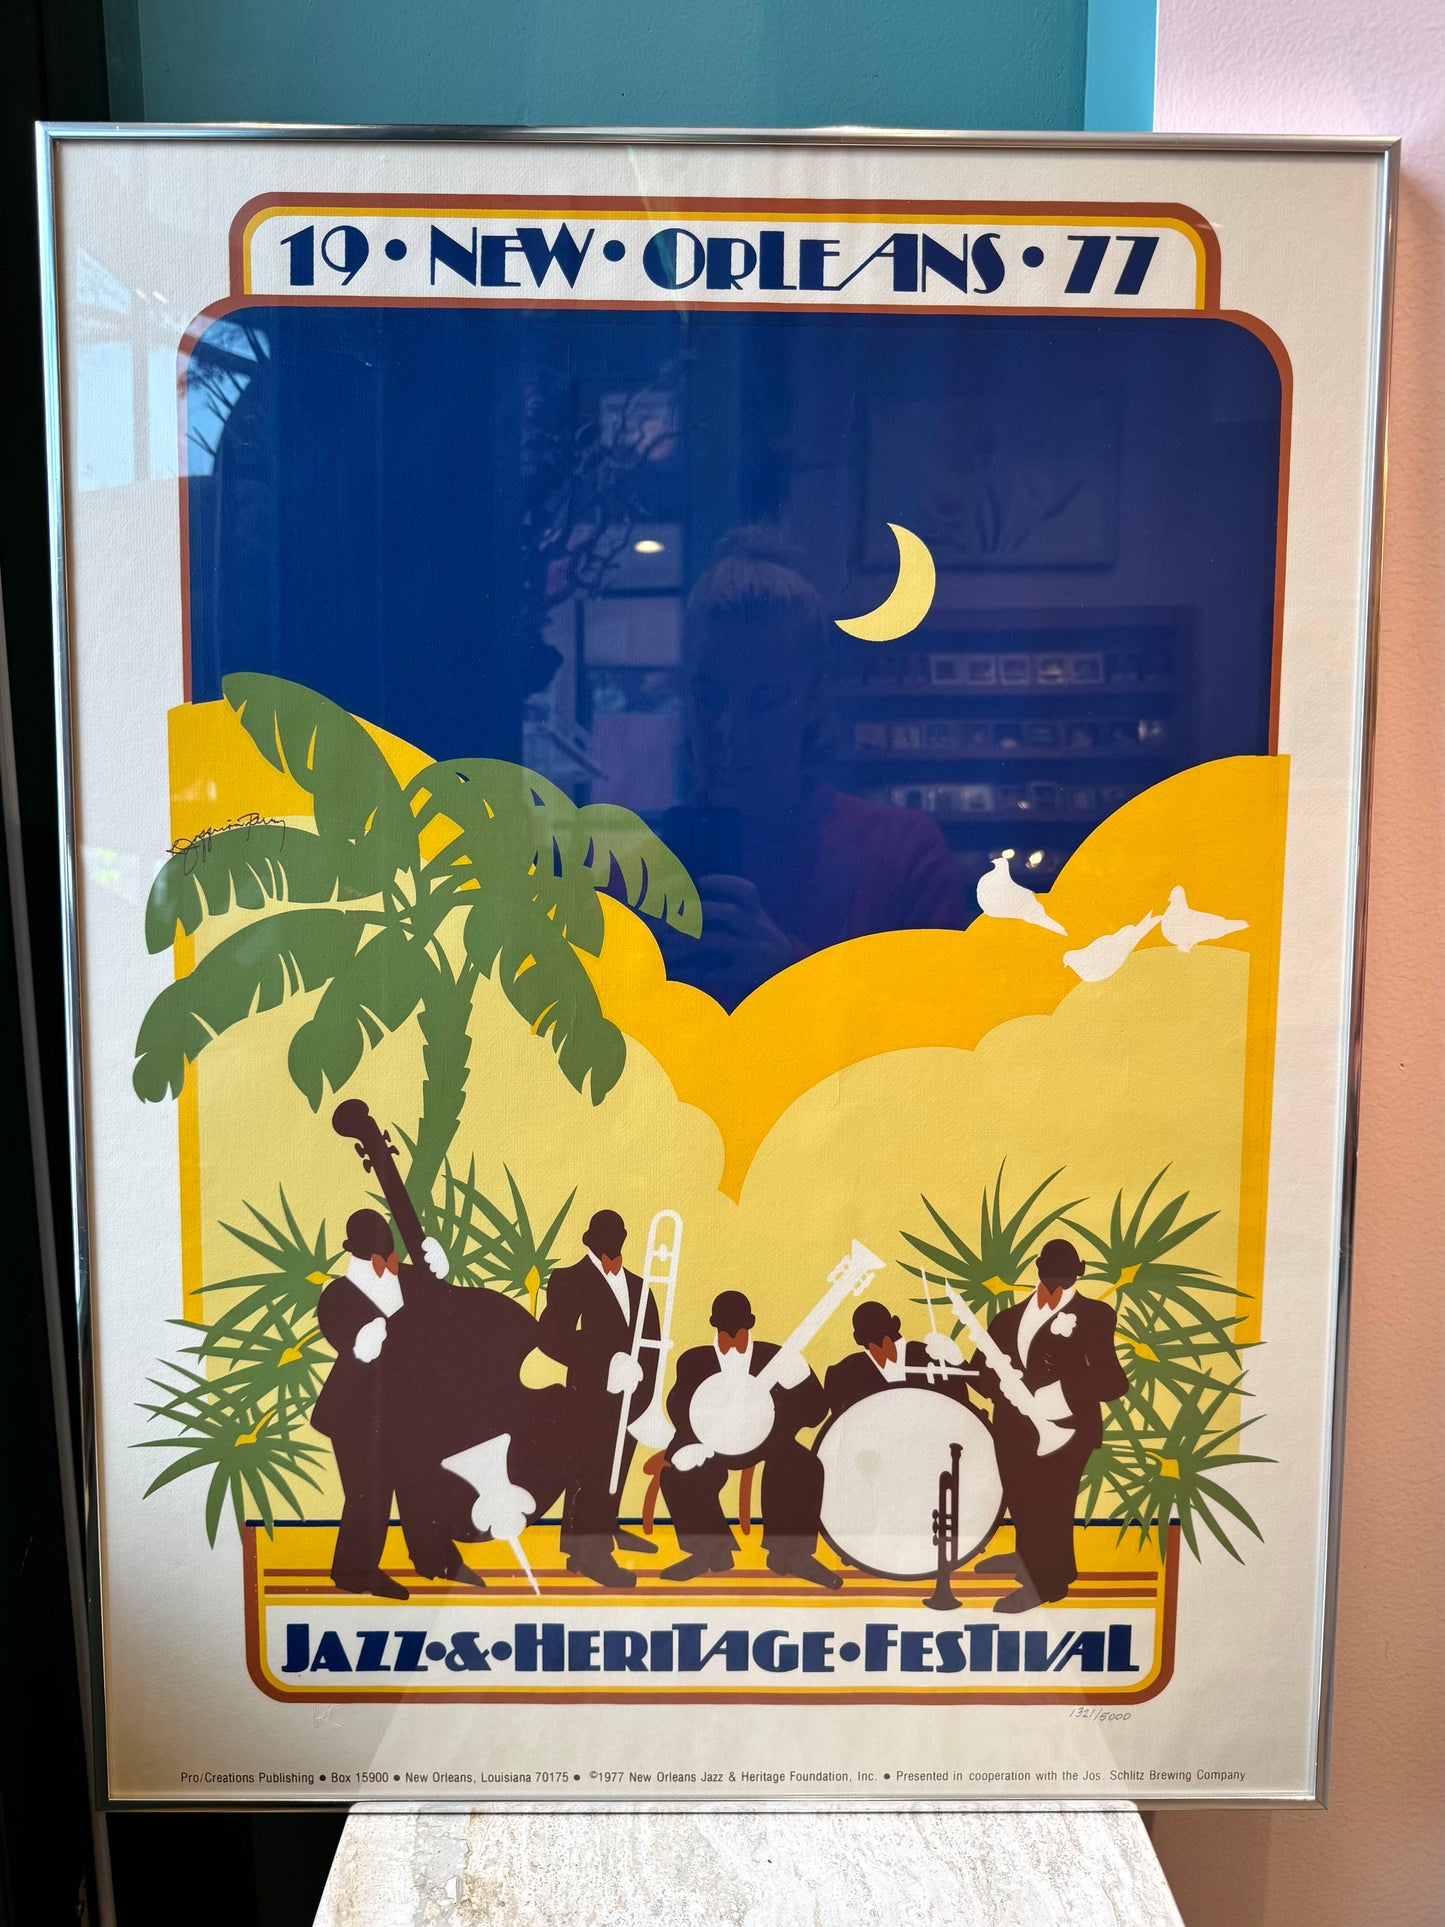 19 • NEW • ORLEANS • 77
JAZZ • & • HERITAGE • FESTIVAL
1321/5000
Pro/Creations Publishing • Box 15900 • New Orleans, Louisiana 70175 • ©1977 New Orleans Jazz & Heritage Foundation, Inc. • Presented in cooperation with the Jos. Schlitz Brewing Company